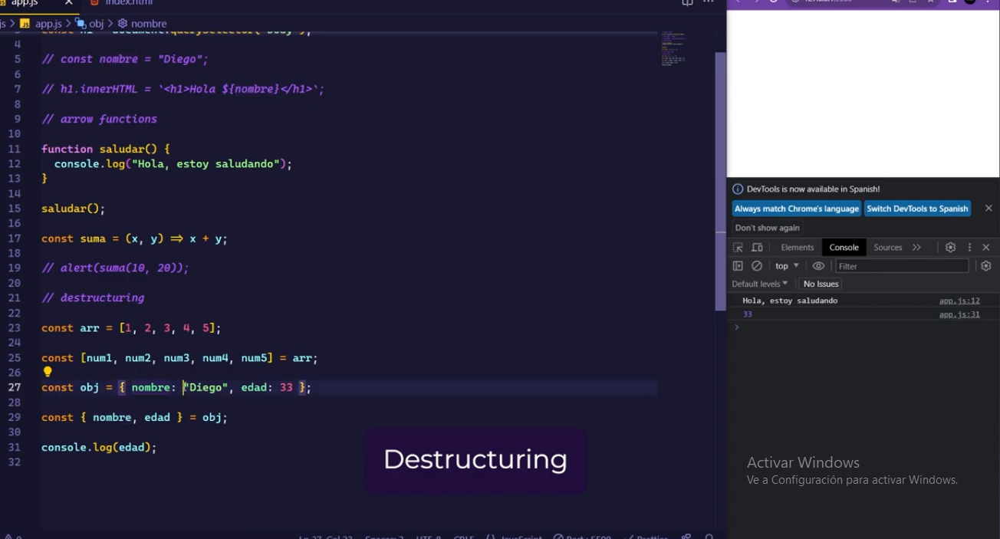 app.js
index.html
js > app.js > obj > nombre
4
5 // const nombre = "Diego";
6
7 // h1.innerHTML = `<h1>Hola ${nombre}</h1>`;
8
9 // arrow functions
10
11 function saludar() {
12 console.log("Hola, estoy saludando");
13 }
14
15 saludar();
16
17 const suma = (x, y) => x + y;
18
19 // alert(suma(10, 20));
20
21 // destructuring
22
23 const arr = [1, 2, 3, 4, 5];
24
25 const [num1, num2, num3, num4, num5] = arr;
26
27 const obj = { nombre: "Diego", edad: 33 };
28
29 const { nombre, edad } = obj;
30
31 console.log(edad);
32
Destructuring
DevTools is now available in Spanish!
Always match Chrome's language
Switch DevTools to Spanish
Don't show again
Elements Console Sources
top Filter
Default levels No Issues
Hola, estoy saludando app.js:12
33 app.js:31
Activar Windows
Ve a Configuración para activar Windows.